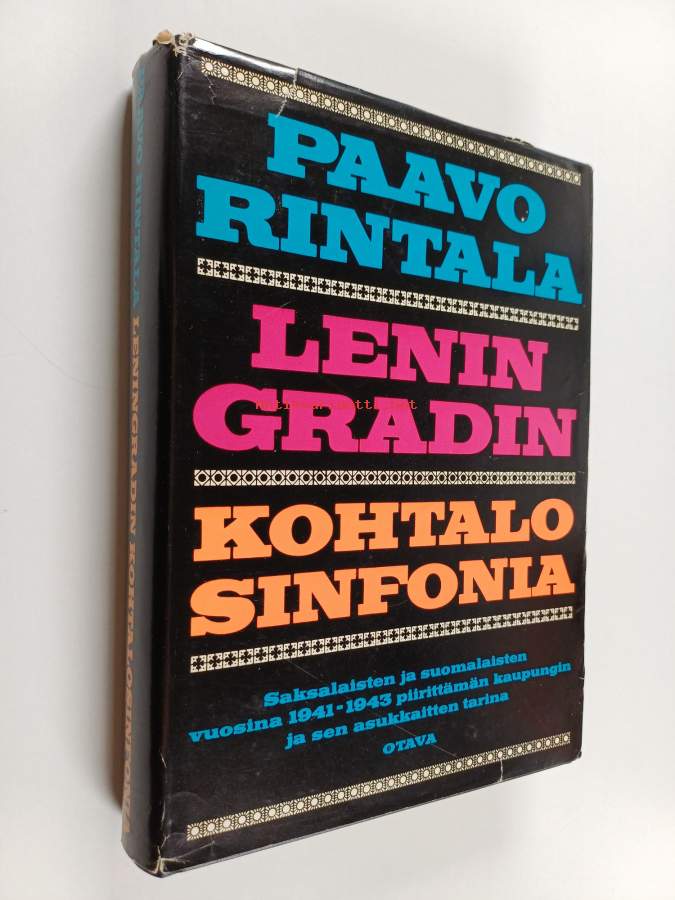 PAAVO
RINTALA
LENIN
GRADIN
KOHTALO
SINFONIA
Saksalaisten ja suomalaisten
vuosina 1941-1943 piirittämän kaupungin
ja sen asukkaitten tarina
OTAVA
PAAVO RINTALA LENINGRADIN KOHTALOSINFONIA